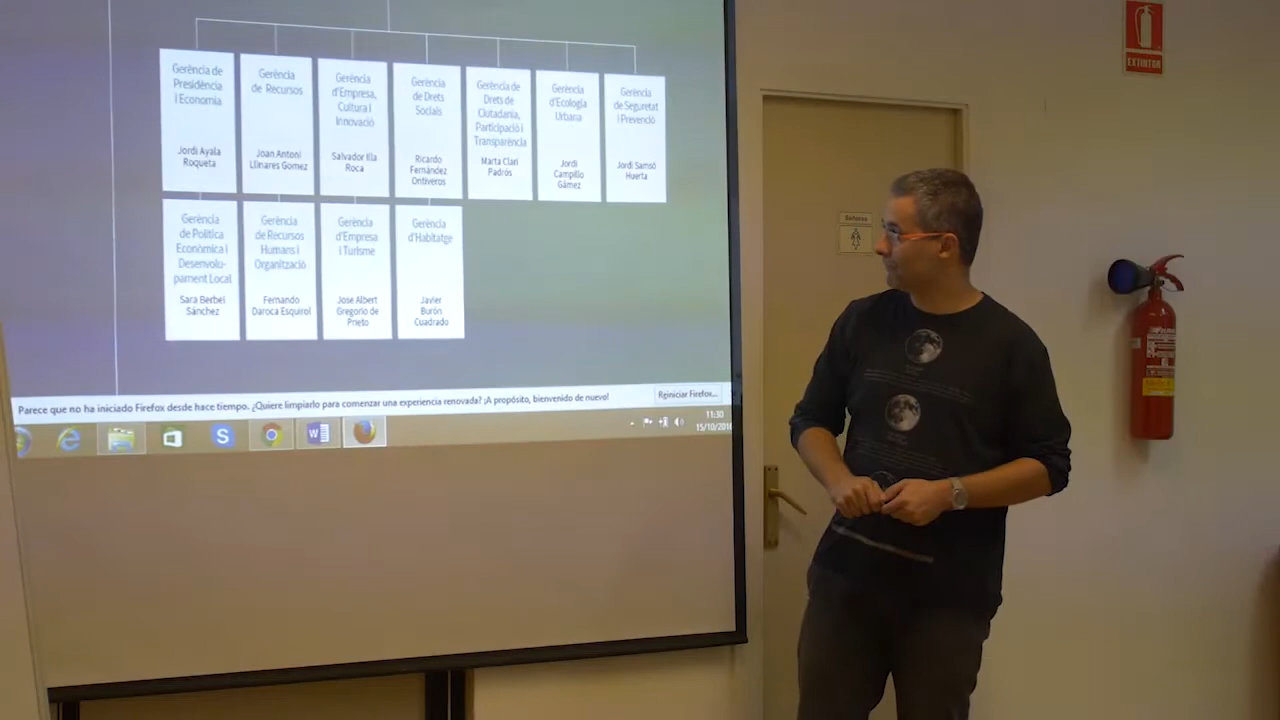 Gerència de
Presidència
i Economia
Jordi Ayala
Roqueta
Gerència
de Recursos
Joan Antoni
Llinares Gomez
Gerència
d'Empresa,
Cultura i
Innovació
Salvador Illa
Roca
Gerència
de Drets
Socials
Ricardo
Fernández
Ontiveros
Gerència de
Drets de
Ciutadania,
Participació i
Transparència
Marta Clari
Padrós
Gerència
d'Ecologia
Urbana
Jordi
Campillo
Gámez
Gerència
de Seguretat
i Prevenció
Jordi Samsó
Huerta
Gerència
de Política
Econòmica i
Desenvolu-
pament Local
Sara Berbel
Sánchez
Gerència
de Recursos
Humans i
Organització
Fernando
Daroca Esquirol
Gerència
d'Empresa
i Turisme
Jose Albert
Gregorio de
Prieto
Gerència
d'Habitatge
Javier
Burón
Cuadrado
Parece que no ha iniciado Firefox desde hace tiempo. ¿Quiere limpiarlo para comenzar una experiencia renovada? ¡A propósito, bienvenido de nuevo!
Reiniciar Firefox...
11:30
15/10/2016
EXTINTOR
Señoras